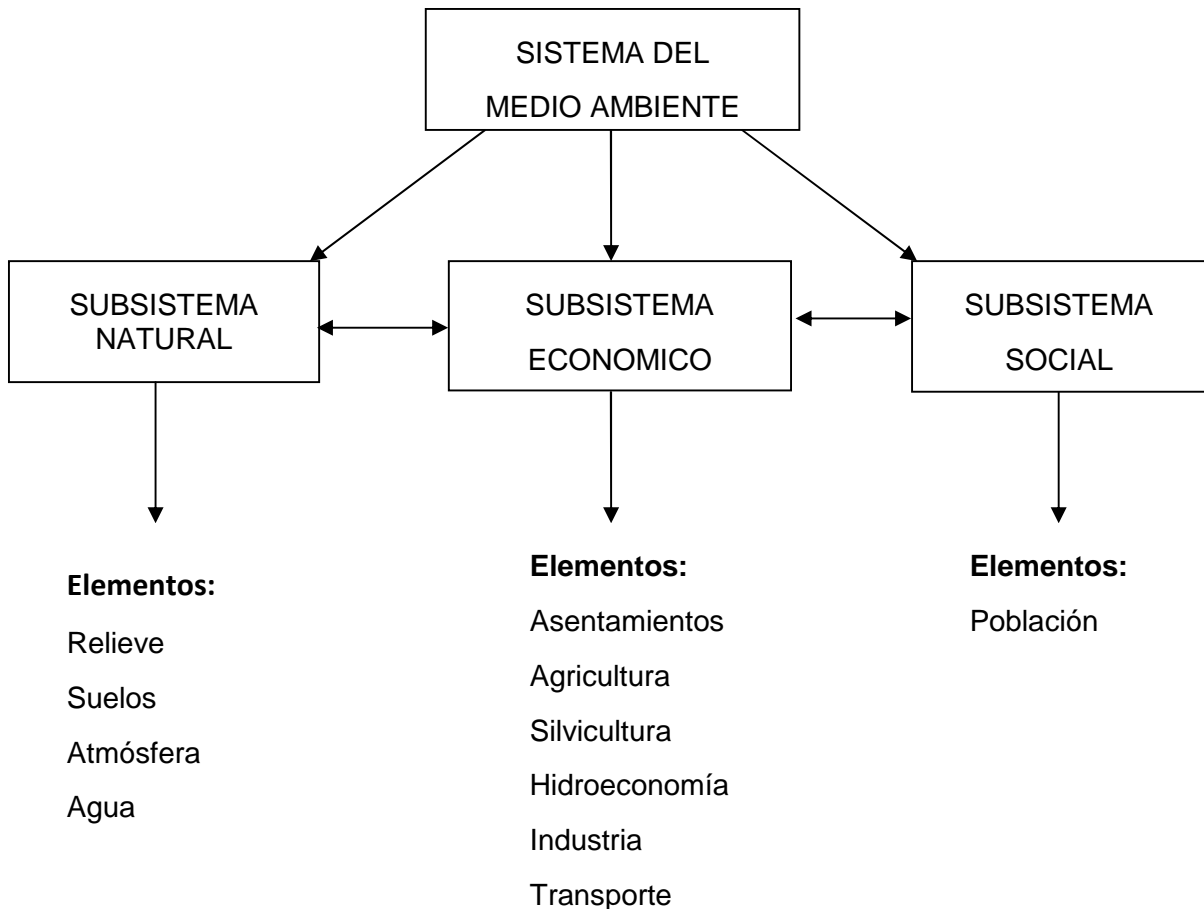 SISTEMA DEL
MEDIO AMBIENTE
SUBSISTEMA
NATURAL
SUBSISTEMA
ECONOMICO
SUBSISTEMA
SOCIAL
Elementos:
Relieve
Suelos
Atmósfera
Agua
Elementos:
Asentamientos
Agricultura
Silvicultura
Hidroeconomía
Industria
Transporte
Elementos:
Población